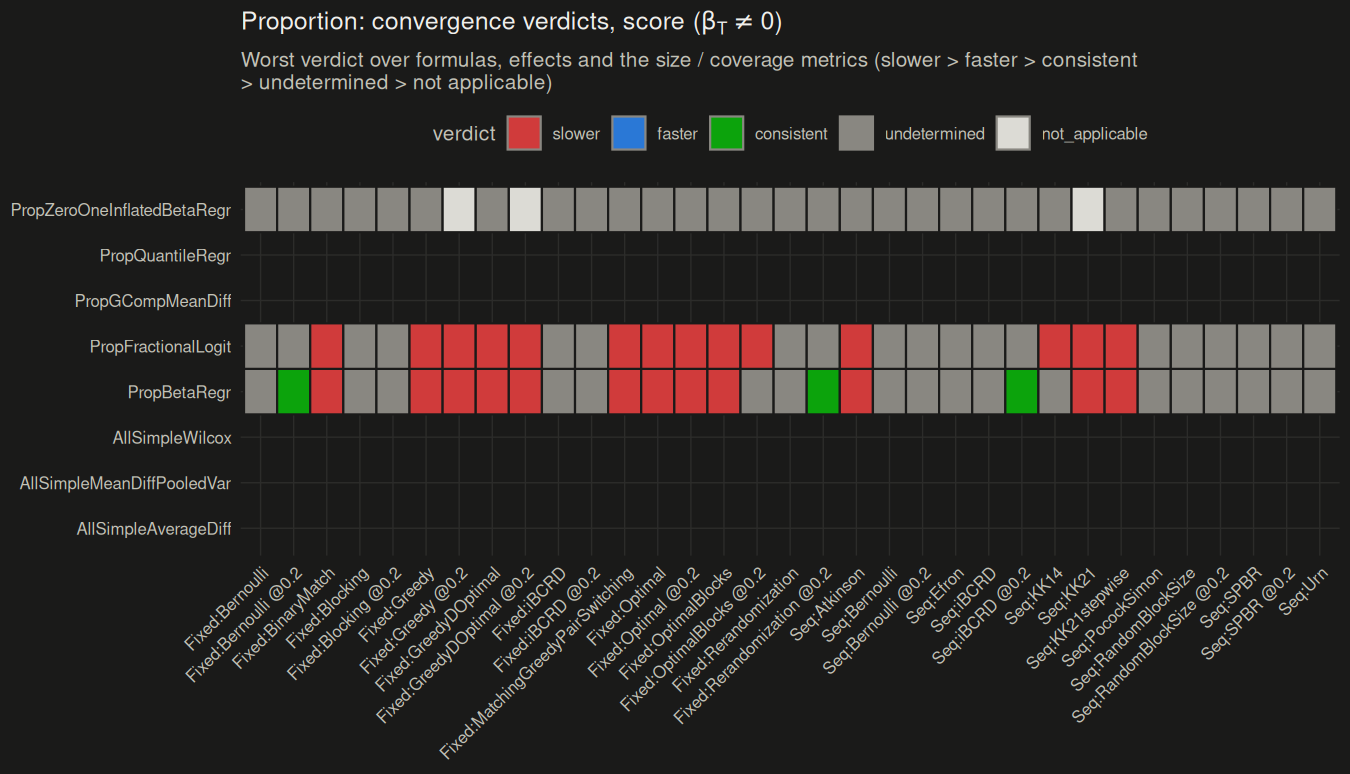 Proportion: convergence verdicts, score (βT ≠ 0)
Worst verdict over formulas, effects and the size / coverage metrics (slower > faster > consistent
> undetermined > not applicable)
verdict slower faster consistent undetermined not_applicable
PropZeroOneInflatedBetaRegr
PropQuantileRegr
PropGCompMeanDiff
PropFractionalLogit
PropBetaRegr
AllSimpleWilcox
AllSimpleMeanDiffPooledVar
AllSimpleAverageDiff
Fixed:Bernoulli
Fixed:Bernoulli @0.2
Fixed:BinaryMatch
Fixed:Blocking
Fixed:Blocking @0.2
Fixed:Greedy
Fixed:Greedy @0.2
Fixed:GreedyDOptimal
Fixed:GreedyDOptimal @0.2
Fixed:iBCRD
Fixed:iBCRD @0.2
Fixed:MatchingGreedyPairSwitching
Fixed:Optimal
Fixed:Optimal @0.2
Fixed:OptimalBlocks
Fixed:OptimalBlocks @0.2
Fixed:Rerandomization
Fixed:Rerandomization @0.2
Seq:Atkinson
Seq:Bernoulli
Seq:Bernoulli @0.2
Seq:Efron
Seq:iBCRD
Seq:iBCRD @0.2
Seq:KK14
Seq:KK21
Seq:KK21stepwise
Seq:PocockSimon
Seq:RandomBlockSize
Seq:RandomBlockSize @0.2
Seq:SPBR
Seq:SPBR @0.2
Seq:Urn